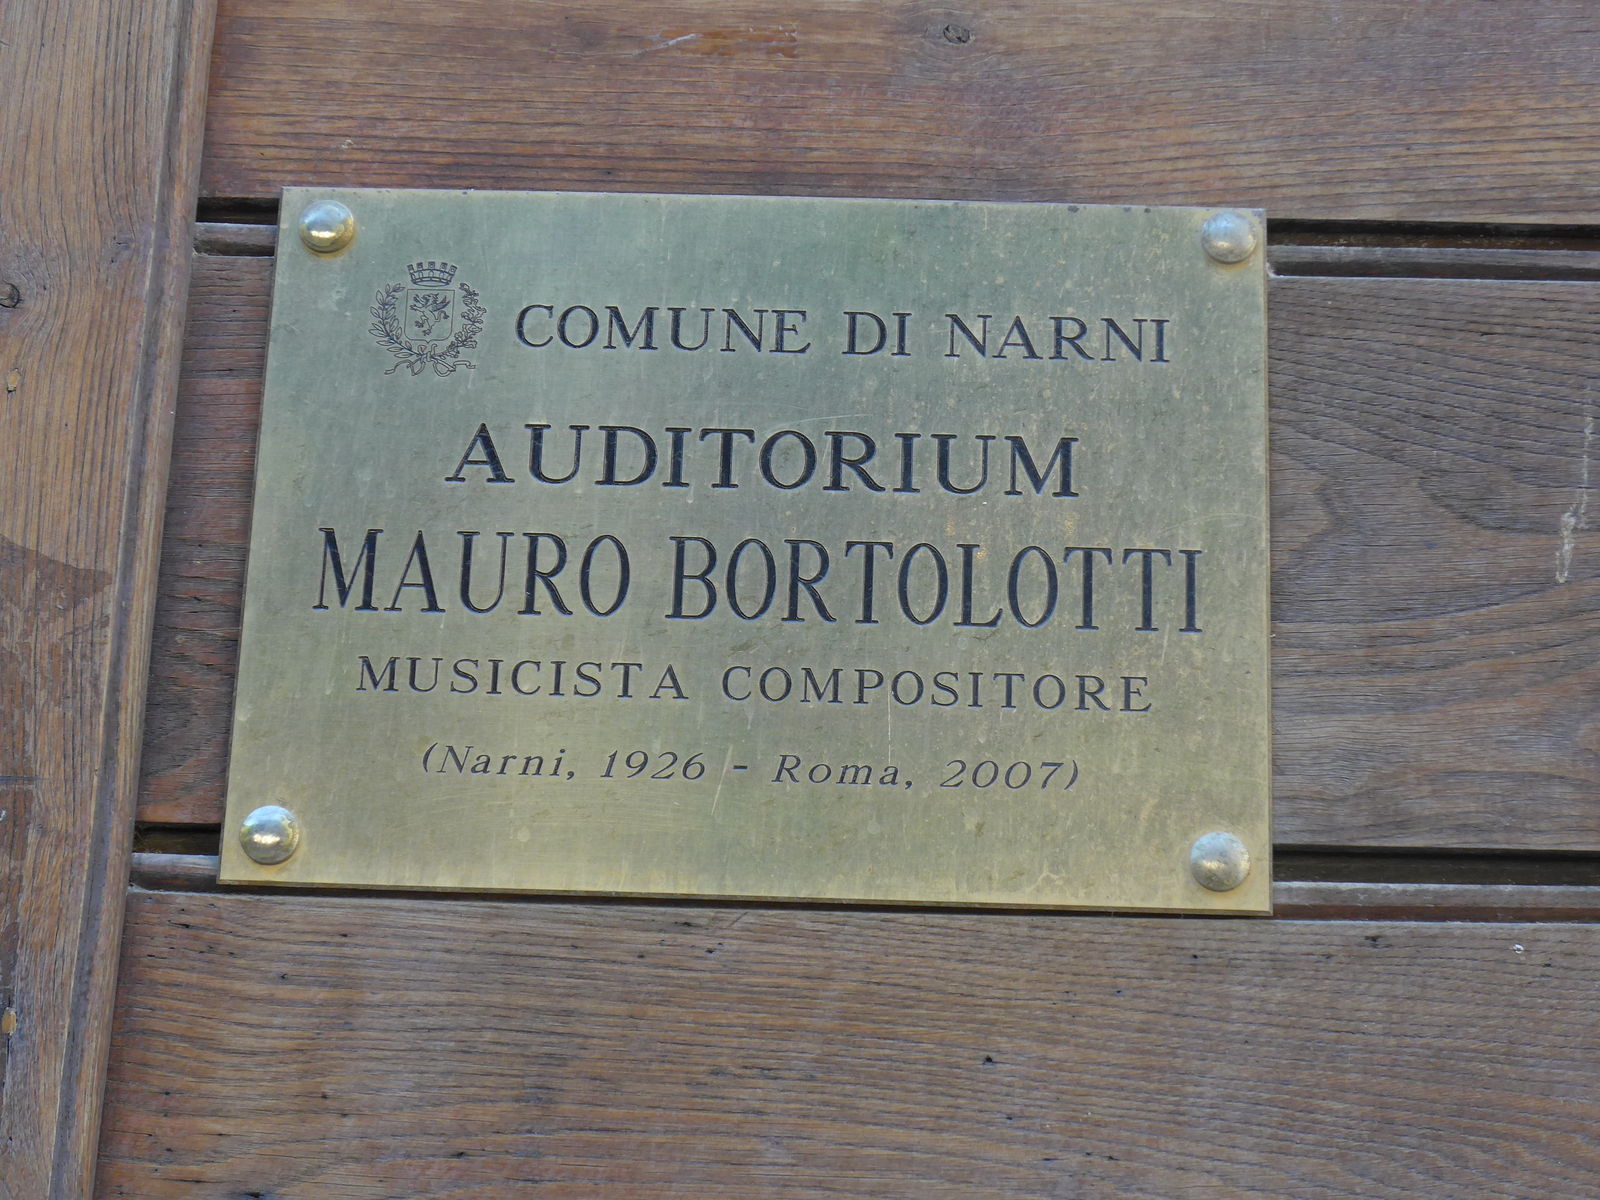 COMUNE DI NARNI
AUDITORIUM
MAURO BORTOLOTTI
MUSICISTA COMPOSITORE
(Narni, 1926 - Roma, 2007)